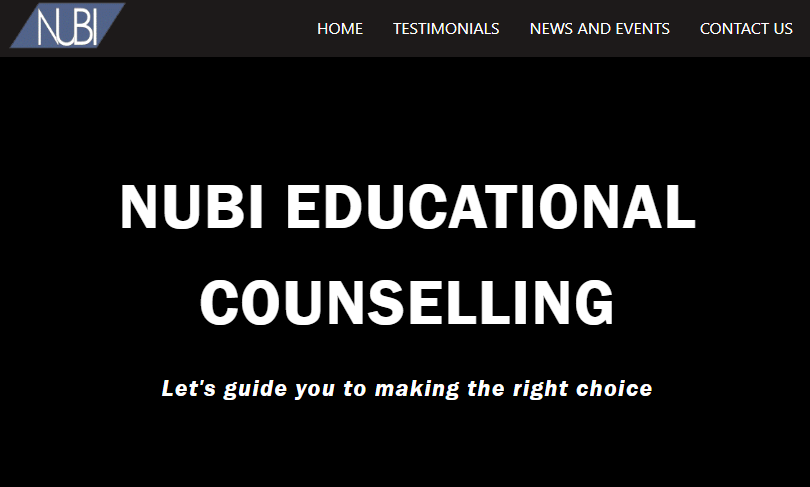 NUBI
HOME TESTIMONIALS NEWS AND EVENTS CONTACT US
NUBI EDUCATIONAL
COUNSELLING
Let's guide you to making the right choice